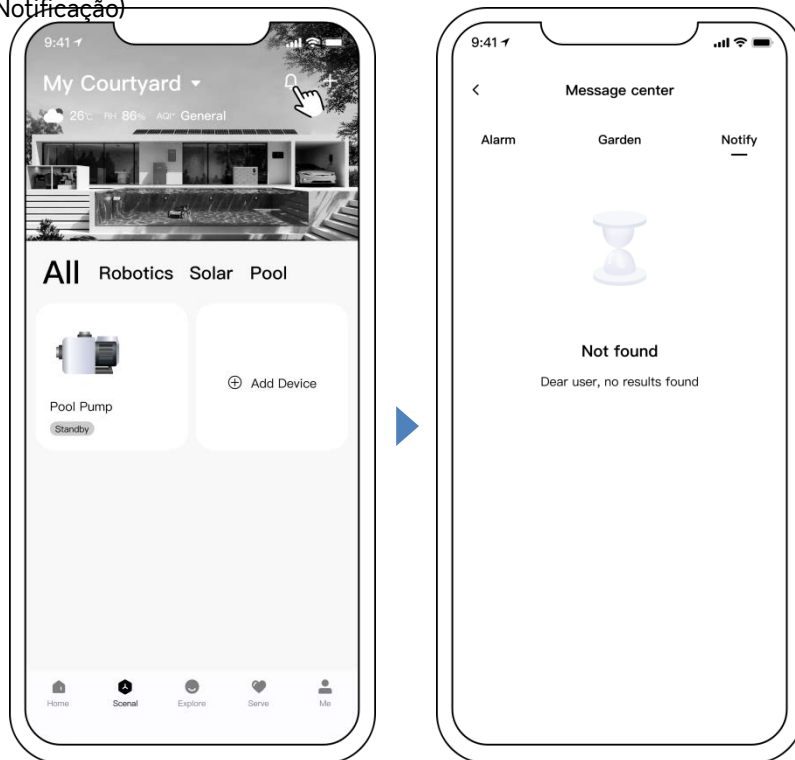 Notificação)
9:41
My Courtyard
26°C RH 86% AQI* General
All Robotics Solar Pool
Pool Pump
Standby
Add Device
Home Scenal Explore Serve Me
9:41
Message center
Alarm Garden Notify
Not found
Dear user, no results found